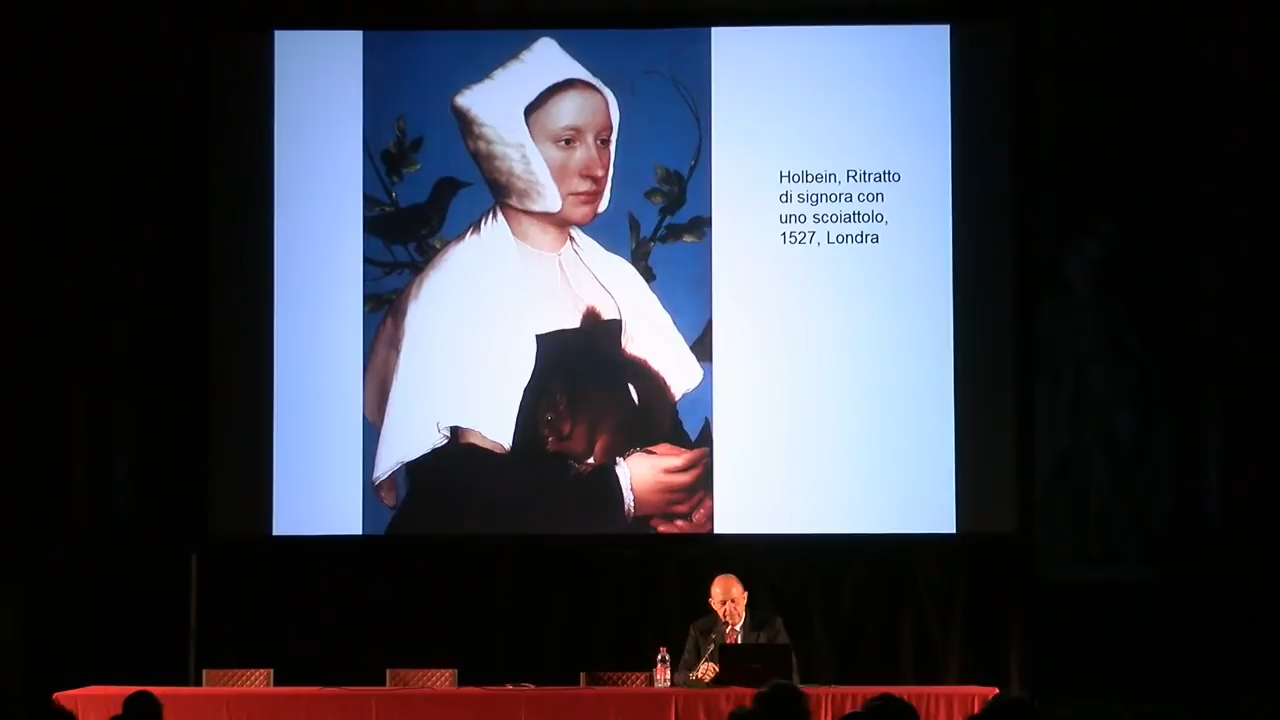 Holbein, Ritratto
di signora con
uno scoiattolo,
1527, Londra